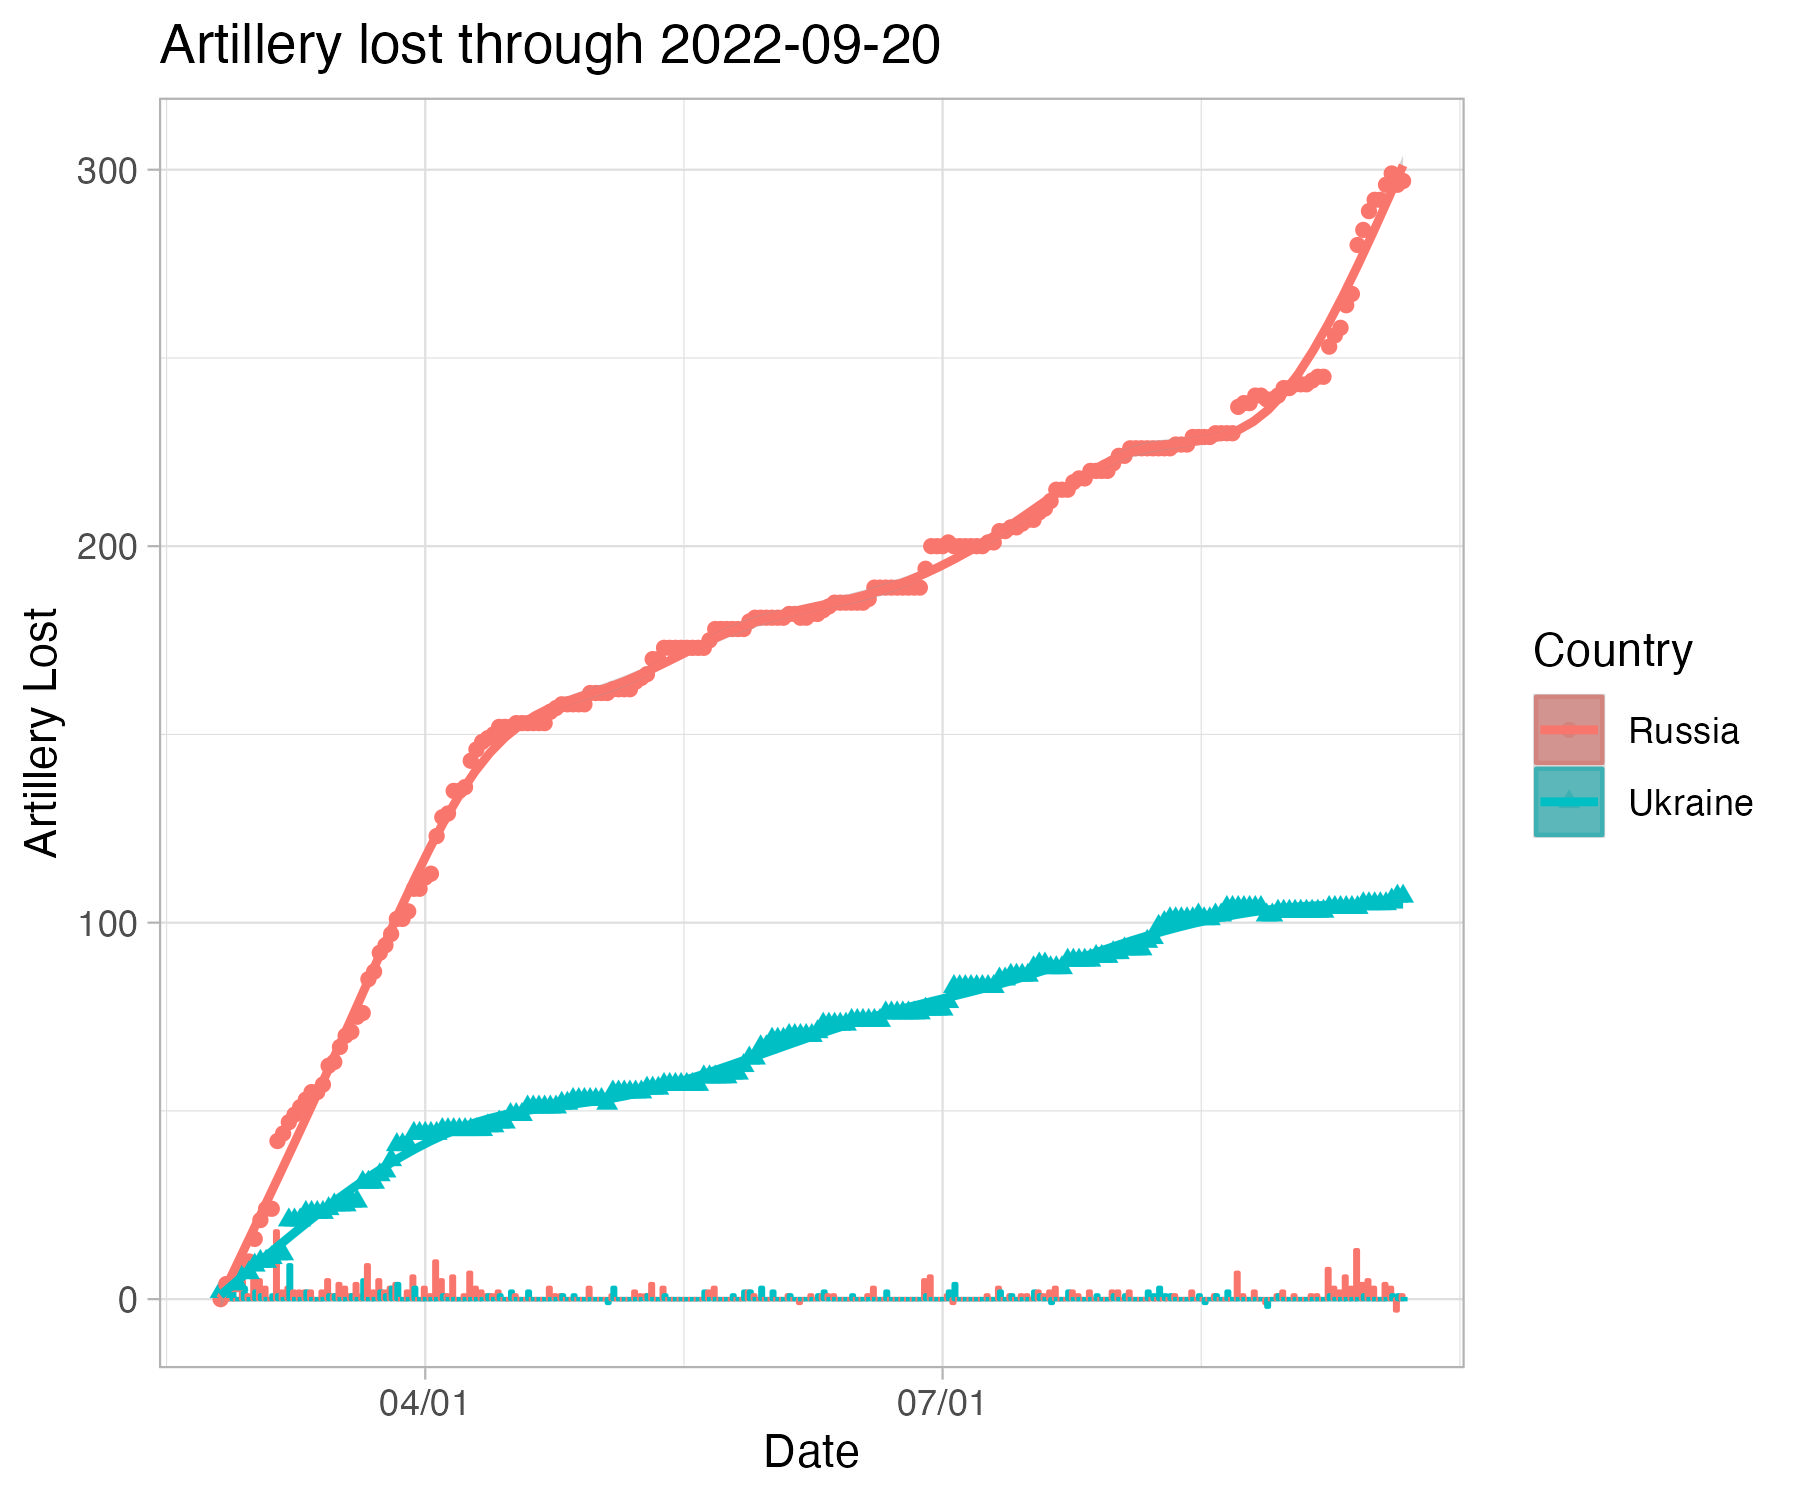 Artillery lost through 2022-09-20
Artillery Lost
300
200
100
0
04/01
07/01
Date
Country
Russia
Ukraine